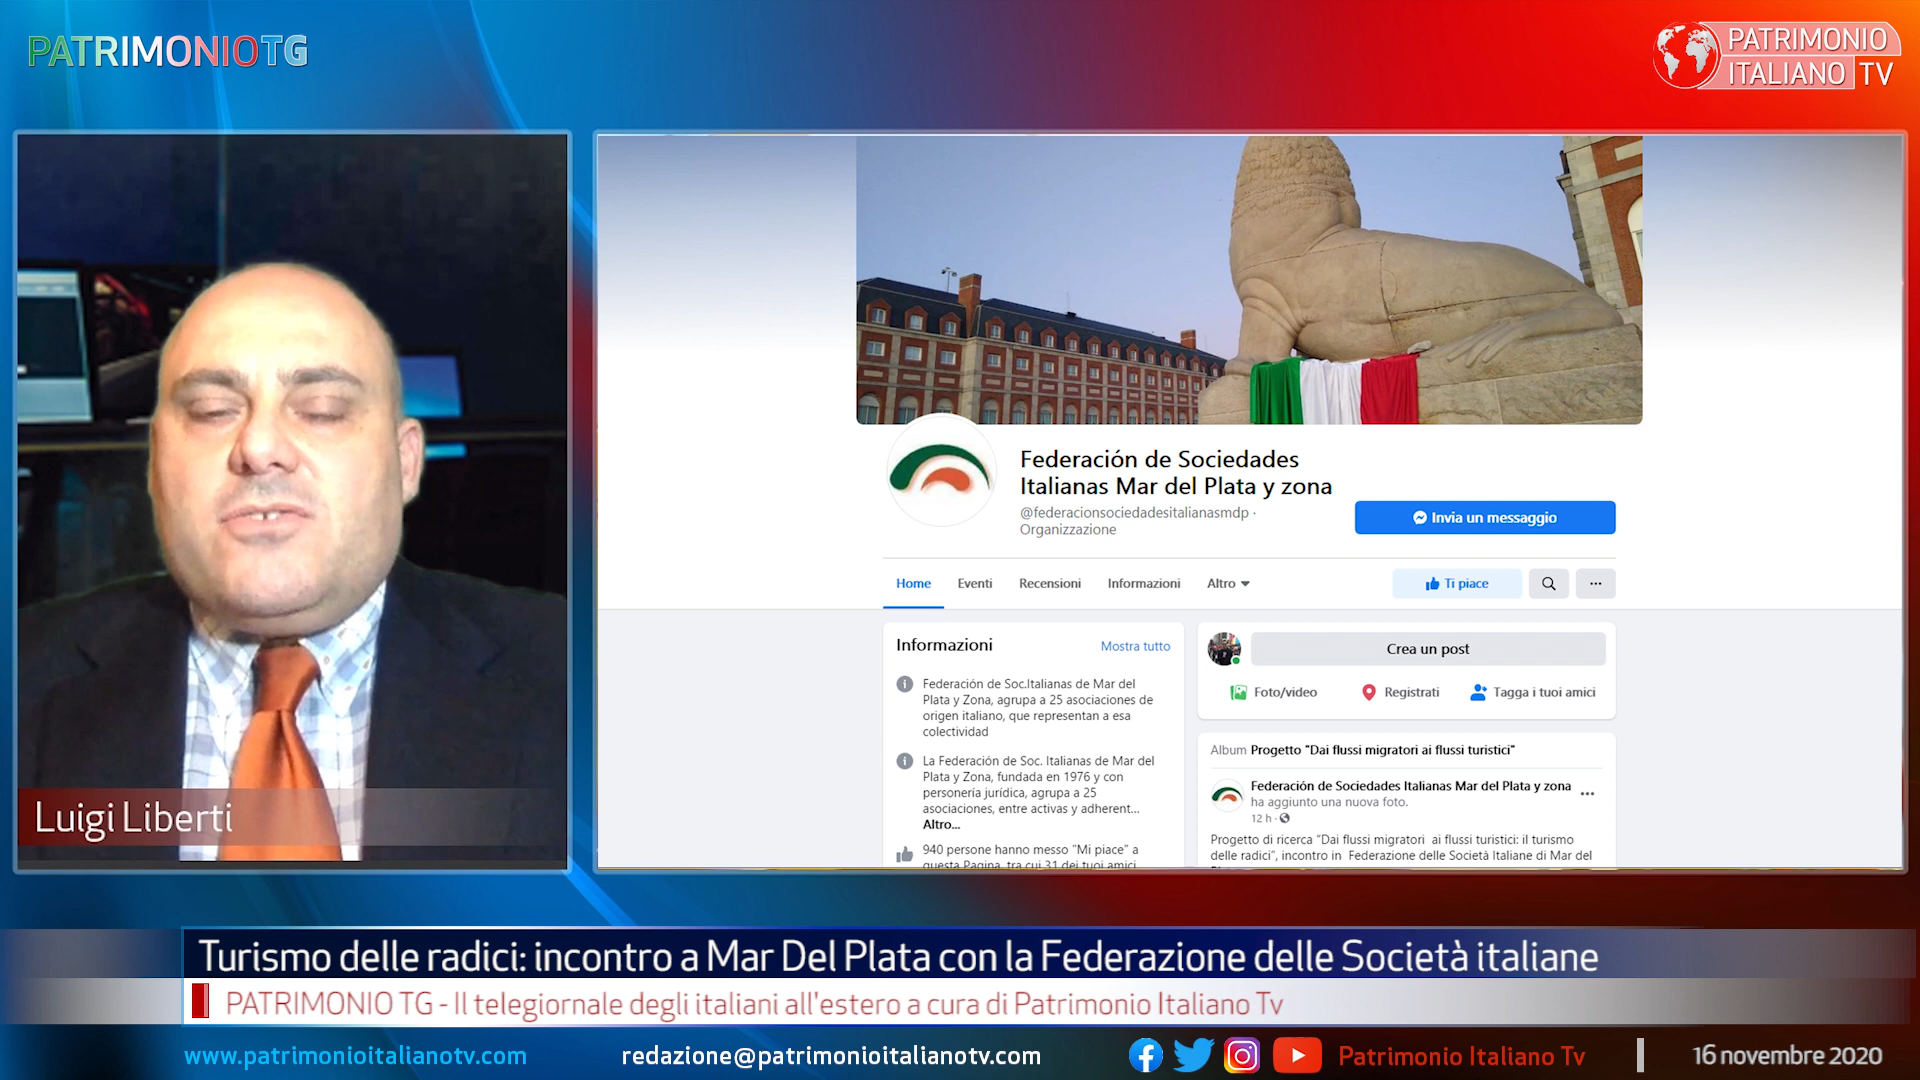 PATRIMONIOTG
PATRIMONIO
ITALIANO TV
Federación de Sociedades
Italianas Mar del Plata y zona
@federacionsociedadesitalianasmdp ·
Organizzazione
Invia un messaggio
Home Eventi Recensioni Informazioni Altro
Ti piace
Informazioni
Mostra tutto
Federación de Soc.Italianas de Mar del
Plata y Zona, agrupa a 25 asociaciones de
origen italiano, que representan a esa
colectividad
La Federación de Soc. Italianas de Mar del
Plata y Zona, fundada en 1976 y con
personería jurídica, agrupa a 25
asociaciones, entre activas y adherent...
Altro...
940 persone hanno messo "Mi piace" a
questa Pagina, tra cui 31 dei tuoi amici
Crea un post
Foto/video Registrati Tagga i tuoi amici
Album Progetto "Dai flussi migratori ai flussi turistici"
Federación de Sociedades Italianas Mar del Plata y zona
ha aggiunto una nuova foto.
12 h ·
Progetto di ricerca "Dai flussi migratori ai flussi turistici: il turismo
delle radici", incontro in Federazione delle Società Italiane di Mar del
Luigi Liberti
Turismo delle radici: incontro a Mar Del Plata con la Federazione delle Società italiane
PATRIMONIO TG - Il telegiornale degli italiani all'estero a cura di Patrimonio Italiano Tv
www.patrimonioitalianotv.com
redazione@patrimonioitalianotv.com
Patrimonio Italiano Tv
16 novembre 2020